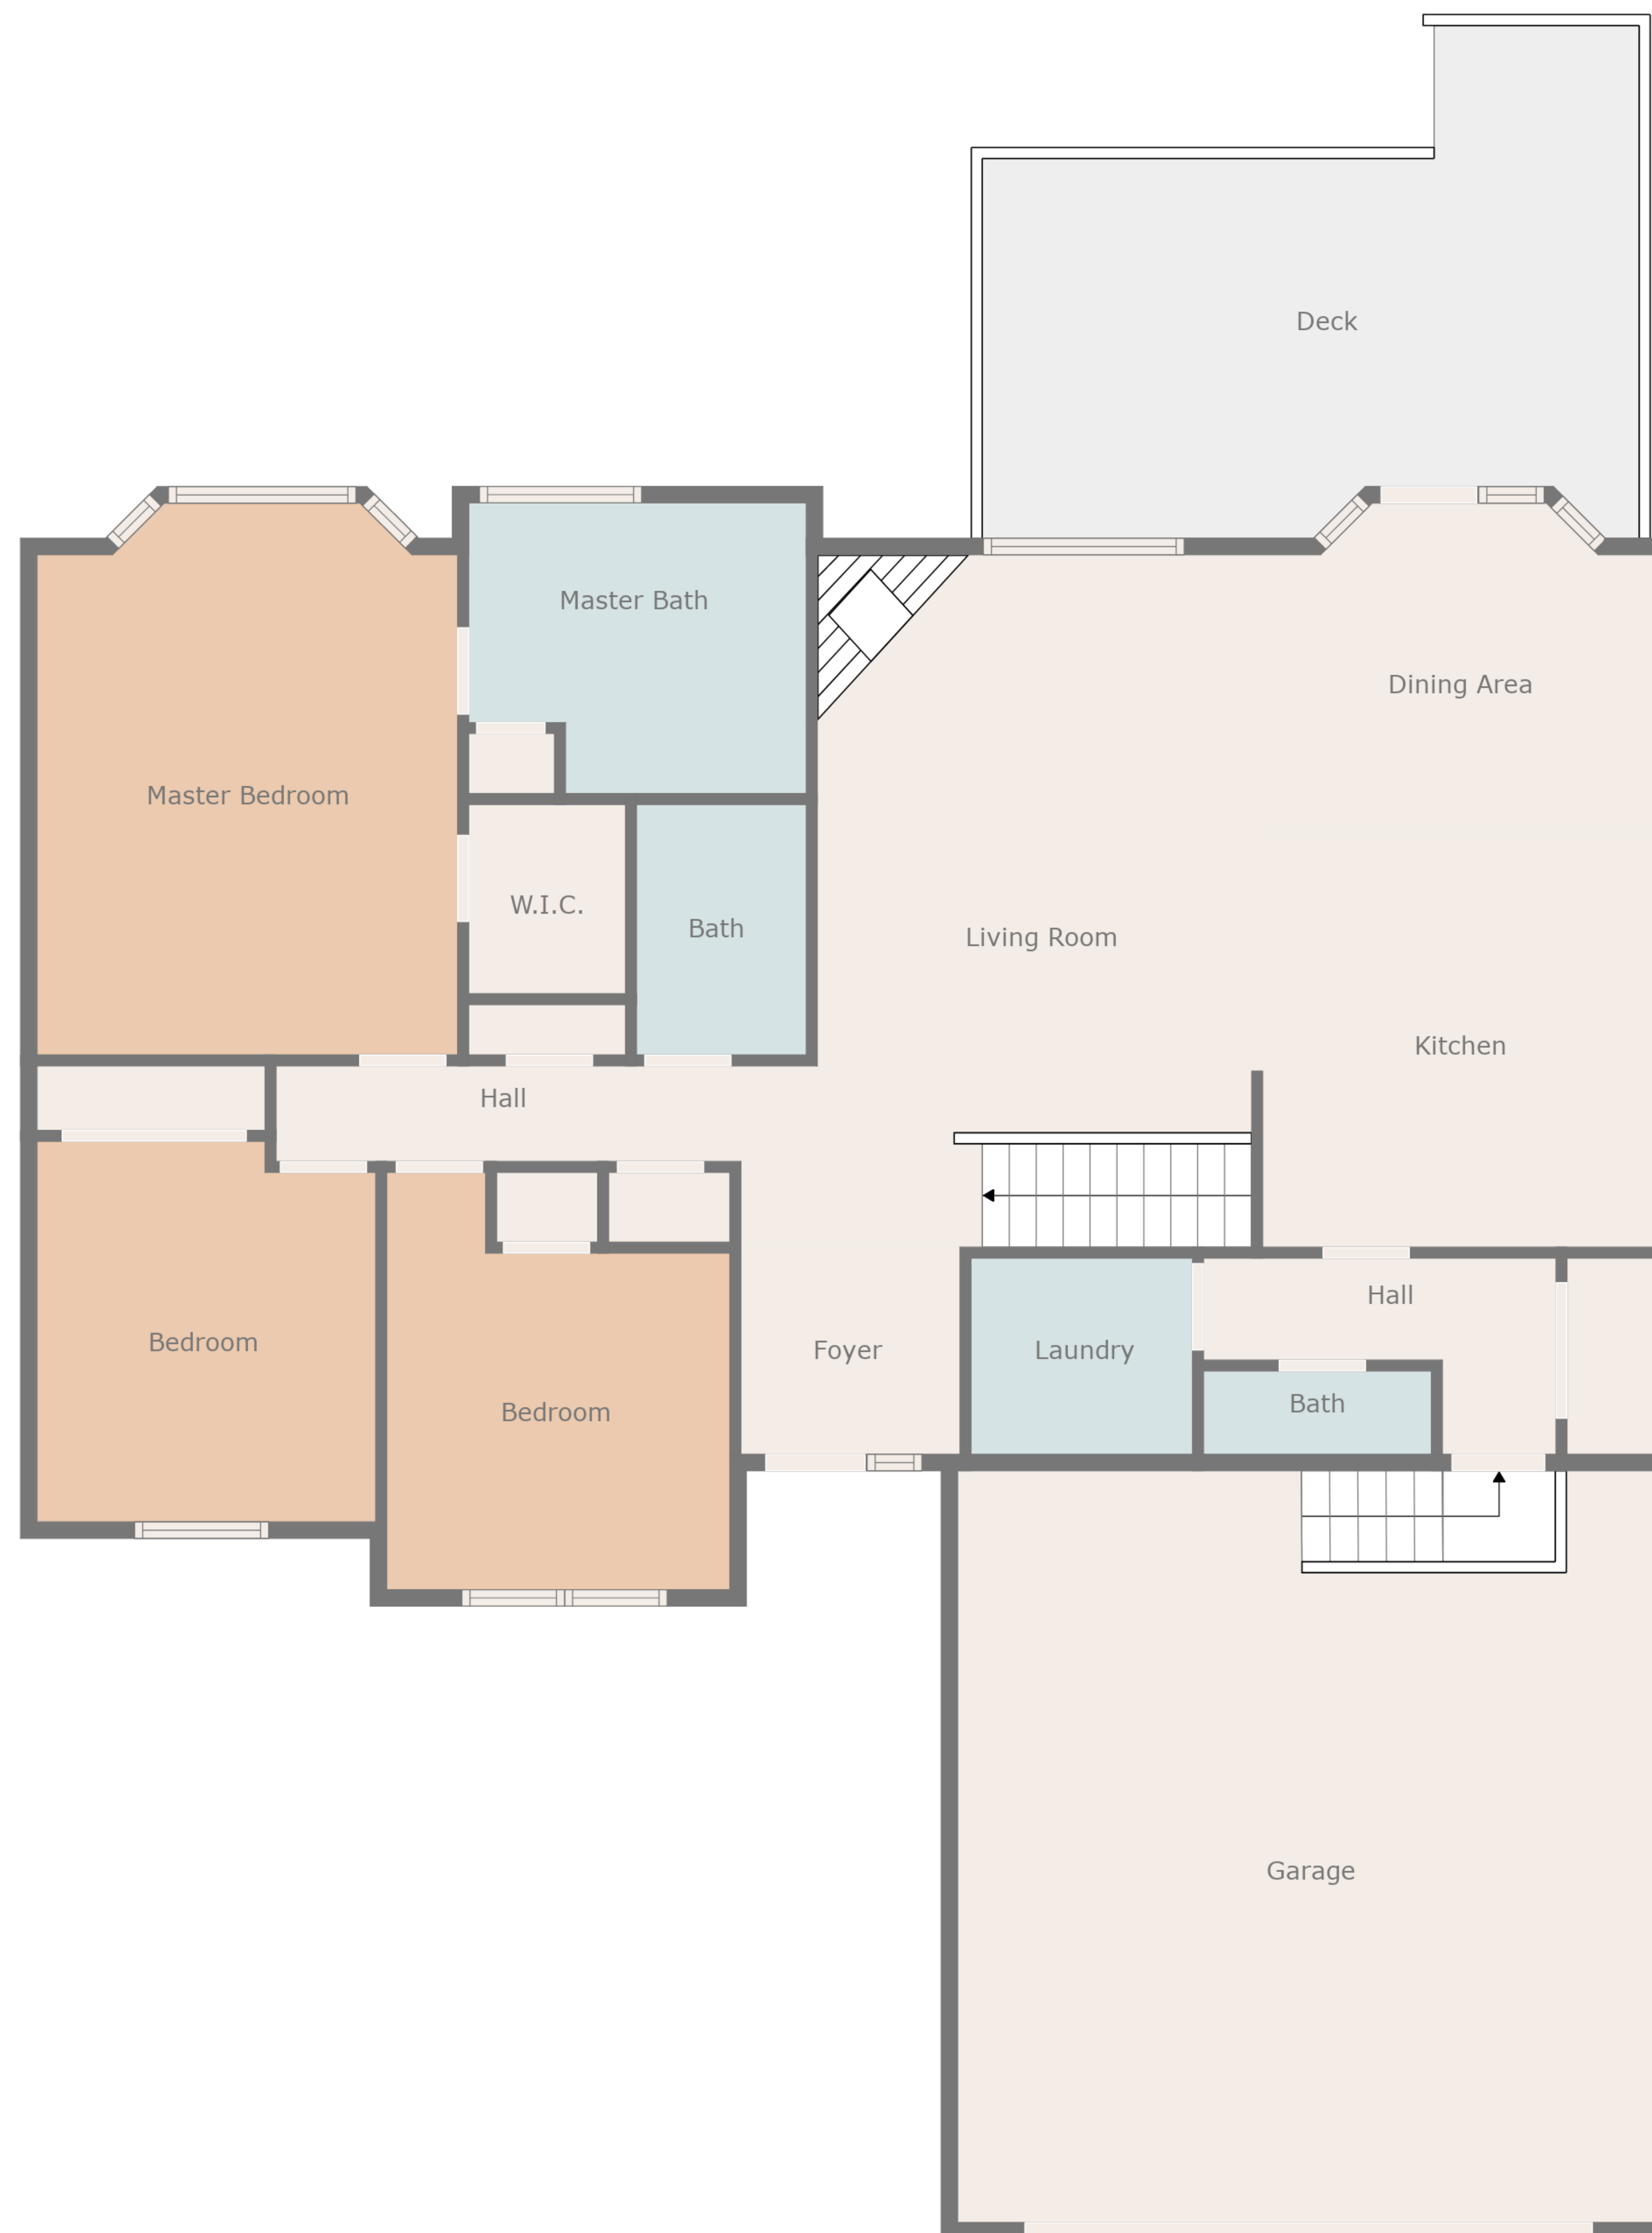 Deck
Master Bath
Dining Area
Master Bedroom
W.I.C.
Bath
Living Room
Kitchen
Hall
Hall
Bedroom
Foyer
Laundry
Bath
Bedroom
Garage